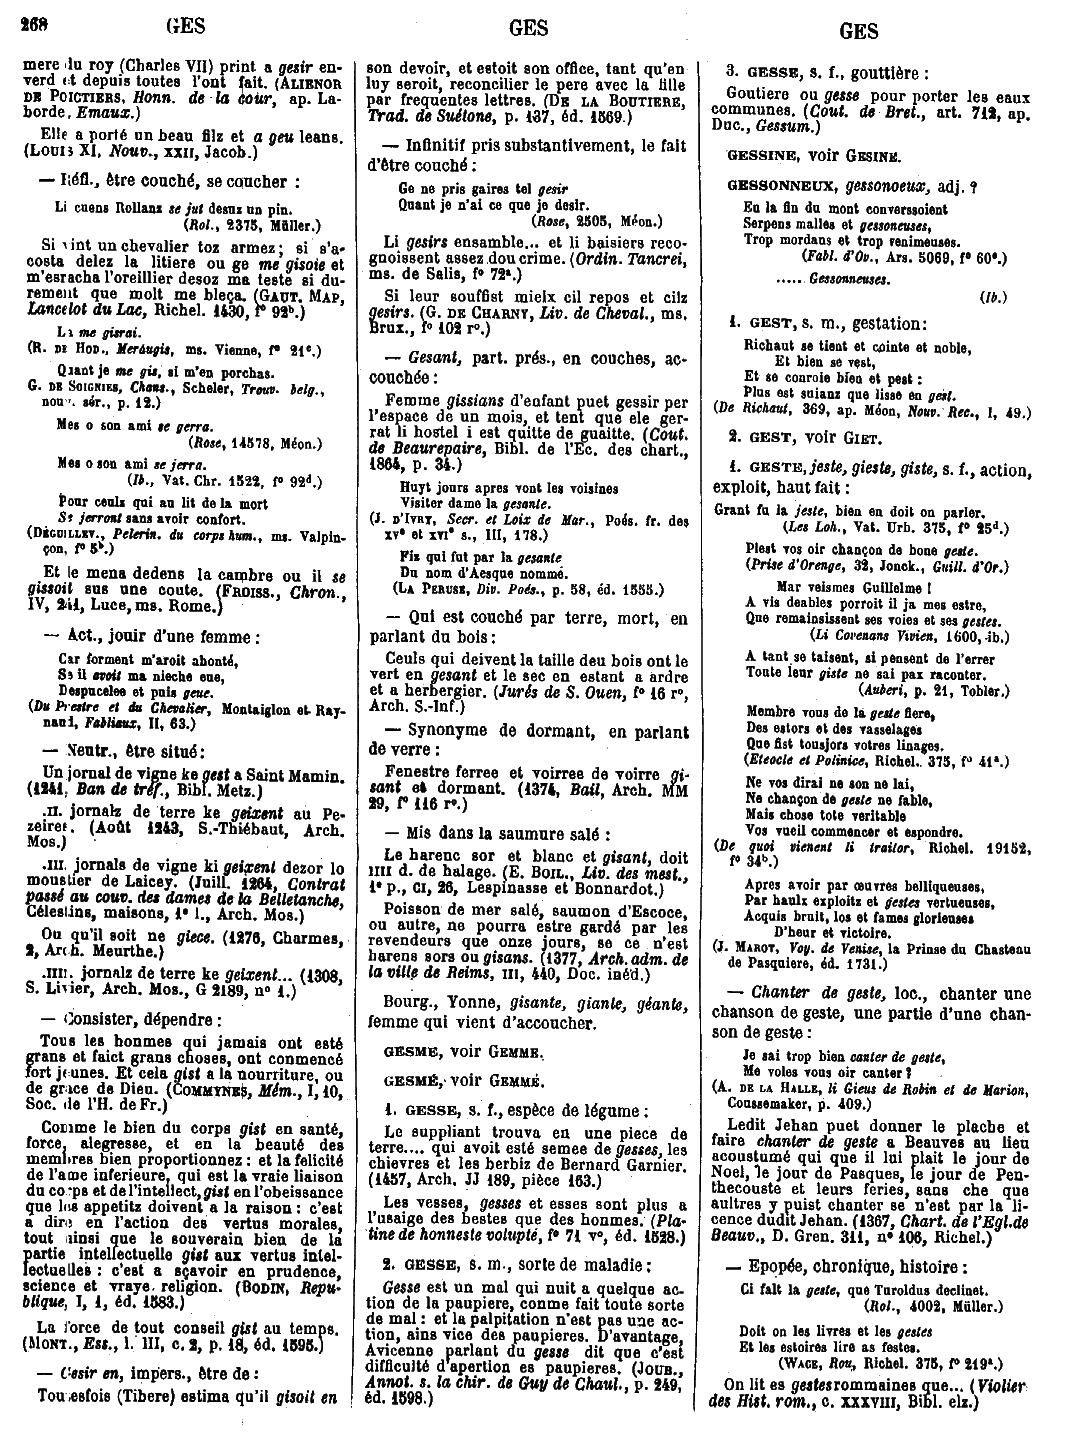 268 GES
GES
GES
mere du roy (Charles VII) print a gesir en-
verd et depuis toutes l'ont fait. (ALIENOR
DE POICTIERS, Honn. de la cour, ap. La-
borde, Emaux.)
Elle a porté un beau filz et a geu leans.
(LOUIS XI, Nouv., XXII, Jacob.)
— Réfl., être couché, se coucher :
Li cuens Rollanz se jut desuz un pin.
(Rol., 2375, Müller.)
Si vint un chevalier toz armez; si s'a-
costa delez la litiere ou ge me gisoie et
m'esracha l'oreillier desoz ma teste si du-
rement que molt me bleça. (GAUT. MAP,
Lancelot du Lac, Richel. 1430, f° 92b.)
La me girai.
(R. DE HOD., Meraugis, ms. Vienne, f° 21c.)
Quant je me gis, si m'en porchas.
G. DE SOIGNIES, Chans., Scheler, Trouv. belg.,
nouv. sér., p. 12.)
Mes o son ami se gerra.
(Rose, 14578, Méon.)
Mes o son ami se jerra.
(Ib., Vat. Chr. 1522, f° 92d.)
Pour ceuls qui au lit de la mort
Se jerront sans avoir confort.
(DEGUILLEV., Pelerin. du corps hum., ms. Valpin-
çon, f° 5b.)
Et le mena dedens la cambre ou il se
gissoit sus une coute. (FROISS., Chron.,
IV, 241, Luce, ms. Rome.)
— Act., jouir d'une femme :
Car forment m'aroit ahonté,
Se il avoit ma nieche eue,
Despucelee et puis geue.
(Du Prestre et du Chevalier, Montaiglon et Ray-
naud, Fabliaux, II, 63.)
— Neutr., être situé :
Un jornal de vigne ke gest a Saint Mamin.
(1241, Ban de tref., Bibl. Metz.)
.II. jornalz de terre ke geixent au Pe-
zeiret. (Août 1243, S.-Thiébaut, Arch.
Mos.)
.III. jornals de vigne ki geixent dezor lo
moustier de Laicey. (Juill. 1264, Contrat
passé au couv. des dames de la Belletanche,
Célestins, maisons, 1e l., Arch. Mos.)
Ou qu'il soit ne giece. (1276, Charmes,
2, Arch. Meurthe.)
.IIII. jornalz de terre ke geixent... (1308,
S. Livier, Arch. Mos., G 2189, n° 1.)
— Consister, dépendre :
Tous les hommes qui jamais ont esté
grans et faict grans choses, ont conmencé
fort jeunes. Et cela gist a la nourriture, ou
de grace de Dieu. (COMMYNES, Mém., I, 10,
Soc. de l'H. de Fr.)
Comme le bien du corps gist en santé,
force, alegresse, et en la beauté des
membres bien proportionnez : et la felicité
de l'ame inferieure, qui est la vraie liaison
du corps et de l'intellect, gist en l'obeissance
que les appetitz doivent a la raison : c'est
a dire en l'action des vertus morales,
tout ainsi que le souverain bien de la
partie intellectuelle gist aux vertus intel-
lectuelles : c'est a sçavoir en prudence,
science et vraye religion. (BODIN, Repu-
blique, I, 1, éd. 1583.)
La force de tout conseil gist au temps.
(MONT., Ess., l. III, c. 2, p. 18, éd. 1595.)
— Gesir en, impers., être de :
Toutesfois (Tibere) estima qu'il gisoit en
son devoir, et estoit son office, tant qu'en
luy seroit, reconcilier le pere avec la fille
par frequentes lettres. (DE LA BOUTIERE,
Trad. de Suétone, p. 137, éd. 1569.)
— Infinitif pris substantivement, le fait
d'être couché :
Ge ne pris gaires tel gesir
Quant je n'ai ce que je desir.
(Rose, 2505, Méon.)
Li gesirs ensamble... et li baisiers reco-
gnoissent assez dou crime. (Ordin. Tancrei,
ms. de Salis, f° 72a.)
Si leur souffist mielx cil repos et cilz
gesirs. (G. DE CHARNY, Liv. de Cheval., ms.
Brux., f° 102 r°.)
— Gesant, part. prés., en couches, ac-
couchée :
Femme gissians d'enfant puet gessir per
l'espace de un mois, et tent que ele ger-
rat li hostel i est quitte de guaitte. (Cout.
de Beaurepaire, Bibl. de l'Ec. des chart.,
1864, p. 34.)
Huyt jours apres vont les voisines
Visiter dame la gesante.
(J. D'IVRY, Secr. et Loix de Mar., Poés. fr. des
xve et xvie s., III, 178.)
Fix qui fut par la gesante
Du nom d'Aesque nommé.
(LA PERUSE, Div. Poés., p. 58, éd. 1555.)
— Qui est couché par terre, mort, en
parlant du bois :
Ceuls qui deivent la taille deu bois ont le
vert en gesant et le sec en estant a ardre
et a herbergier. (Jurés de S. Ouen, f° 16 r°,
Arch. S.-Inf.)
— Synonyme de dormant, en parlant
de verre :
Fenestre ferree et voirree de voirre gi-
sant et dormant. (1374, Bail, Arch. MM
29, f° 116 r°.)
— Mis dans la saumure salé :
Le harenc sor et blanc et gisant, doit
IIII d. de halage. (E. BOIL., Liv. des mest.,
1e p., CI, 26, Lespinasse et Bonnardot.)
Poisson de mer salé, saumon d'Escoce,
ou autre, ne pourra estre gardé par les
revendeurs que onze jours, se ce n'est
harens sors ou gisans. (1377, Arch. adm. de
la ville de Reims, III, 440, Doc. inéd.)
Bourg., Yonne, gisante, giante, géante,
femme qui vient d'accoucher.
GESME, voir GEMME.
GESMÉ, voir GEMMÉ.
1. GESSE, s. f., espèce de légume :
Le suppliant trouva en une piece de
terre.... qui avoit esté semee de gesses, les
chievres et les berbiz de Bernard Garnier.
(1457, Arch. JJ 189, pièce 163.)
Les vesses, gesses et esses sont plus a
l'usaige des bestes que des hommes. (Pla-
tine de honneste volupté, f° 71 v°, éd. 1528.)
2. GESSE, s. m., sorte de maladie :
Gesse est un mal qui nuit a quelque ac-
tion de la paupiere, conme fait toute sorte
de mal : et la palpitation n'est pas une ac-
tion, ains vice des paupieres. D'avantage,
Avicenne parlant du gesse dit que c'est
difficulté d'apertion es paupieres. (JOUB.,
Annot. s. la chir. de Guy de Chaul., p. 249,
éd. 1598.)
3. GESSE, s. f., gouttière :
Goutiere ou gesse pour porter les eaux
communes. (Cout. de Bret., art. 712, ap.
Duc., Gessum.)
GESSINE, voir GESINE.
GESSONNEUX, gessonoeux, adj. ?
En la fin du mont converssoient
Serpens malles et gessoneuses,
Trop mordans et trop venimeuses.
(Fabl. d'Ov., Ars. 5069, f° 60e.)
..... Gessonneuses.
(Ib.)
1. GEST, s. m., gestation :
Richaut se tient et cointe et noble,
Et bien se vest,
Et se conroie bien et pest :
Plus est suianz que lisse en gest.
(De Richaut, 369, ap. Méon, Nouv. Rec., I, 49.)
2. GEST, voir GIET.
1. GESTE, jeste, gieste, giste, s. f., action,
exploit, haut fait :
Grant fu la jeste, bien en doit on parler.
(Les Loh., Vat. Urb. 375, f° 25d.)
Plest vos oir chançon de bone geste.
(Prise d'Orenge, 32, Jonck., Guill. d'Or.)
Mar veismes Guillelme !
A vis deables porroit il ja mes estre,
Que remainsissent ses voies et ses gestes.
(Li Covenans Vivien, 1600, ib.)
A tant se taisent, si pensent de l'errer
Toute leur giste ne sai pax raconter.
(Auberi, p. 21, Tobler.)
Membre vous de la geste fiere,
Des estors et des vasselages
Que fist tousjors votres linages.
(Eteocle et Polinice, Richel. 375, f° 41a.)
Ne vos dirai ne son ne lai,
Ne chançon de geste ne fable,
Mais chose tote veritable
Vos vueil commencer et espondre.
(De quoi vienent li traitor, Richel. 19152,
f° 34b.)
Apres avoir par œuvres belliqueuses,
Par haulx exploitz et gestes vertueuses,
Acquis bruit, los et fames glorieuses
D'heur et victoire.
(J. MAROT, Voy. de Venise, la Prinse du Chasteau
de Pasquiere, éd. 1731.)
— Chanter de geste, loc., chanter une
chanson de geste, une partie d'une chan-
son de geste :
Je sai trop bien canter de geste,
Me voles vous oir canter ?
(A. DE LA HALLE, li Gieus de Robin et de Marion,
Coussemaker, p. 409.)
Ledit Jehan puet donner le plache et
faire chanter de geste a Beauves au lieu
acoustumé qui que il lui plait le jour de
Noel, le jour de Pasques, le jour de Pen-
thecouste et leurs feries, sans che que
aultres y puist chanter se n'est par la li-
cence dudit Jehan. (1367, Chart. de l'Egl. de
Beauv., D. Gren. 311, n° 106, Richel.)
— Epopée, chronique, histoire :
Ci falt la geste, que Turoldus declinet.
(Rol., 4002, Müller.)
Doit on les livres et les gestes
Et les estoires lire as festes.
(WACE, Rou, Richel. 375, f° 219a.)
On lit es gestes rommaines que... (Violier
des Hist. rom., c. XXXVIII, Bibl. elz.)